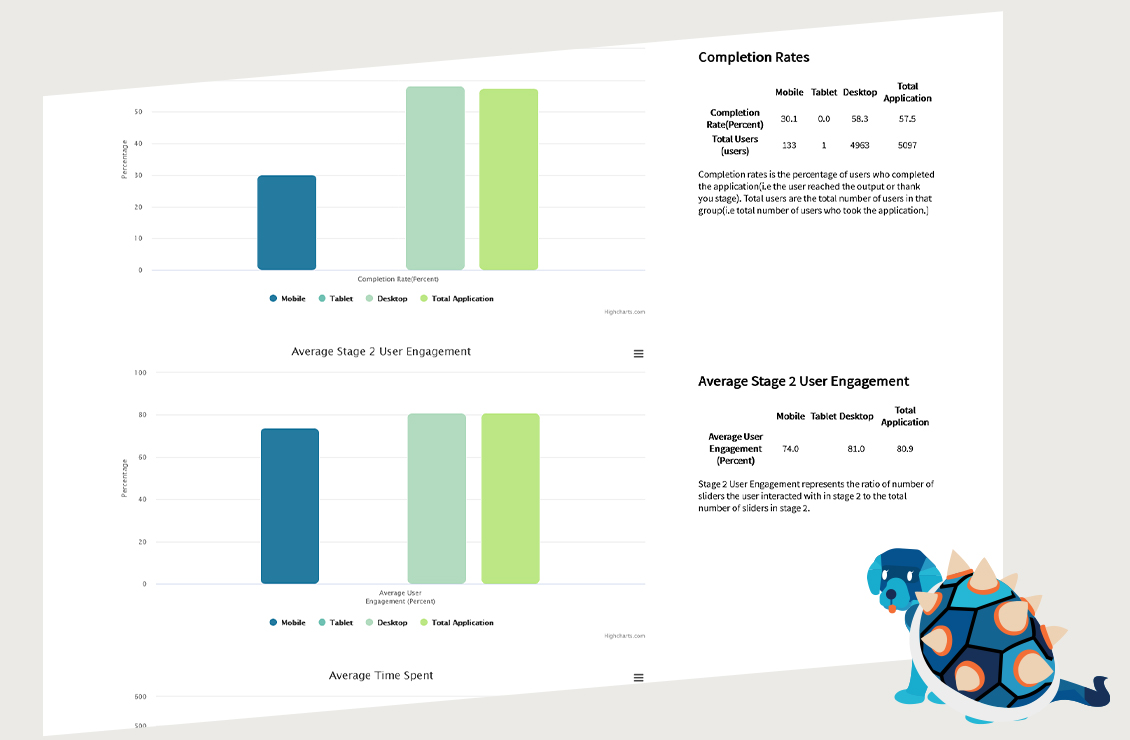 Completion Rates
Mobile Tablet Desktop Total Application
Completion Rate(Percent) 30.1 0.0 58.3 57.5
Total Users (users) 133 1 4963 5097
Completion rates is the percentage of users who completed
the application(i.e the user reached the output or thank
you stage). Total users are the total number of users in that
group(i.e total number of users who took the application.)
50
40
30
20
10
0
Percentage
Completion Rate(Percent)
Mobile Tablet Desktop Total Application
Highcharts.com
Average Stage 2 User Engagement
100
80
60
40
20
0
Percentage
Average User
Engagement (Percent)
Mobile Tablet Desktop Total Application
Highcharts.com
Average Stage 2 User Engagement
Mobile Tablet Desktop Total Application
Average User Engagement (Percent) 74.0 81.0 80.9
Stage 2 User Engagement represents the ratio of number of
sliders the user interacted with in stage 2 to the total
number of sliders in stage 2.
Average Time Spent
600
500